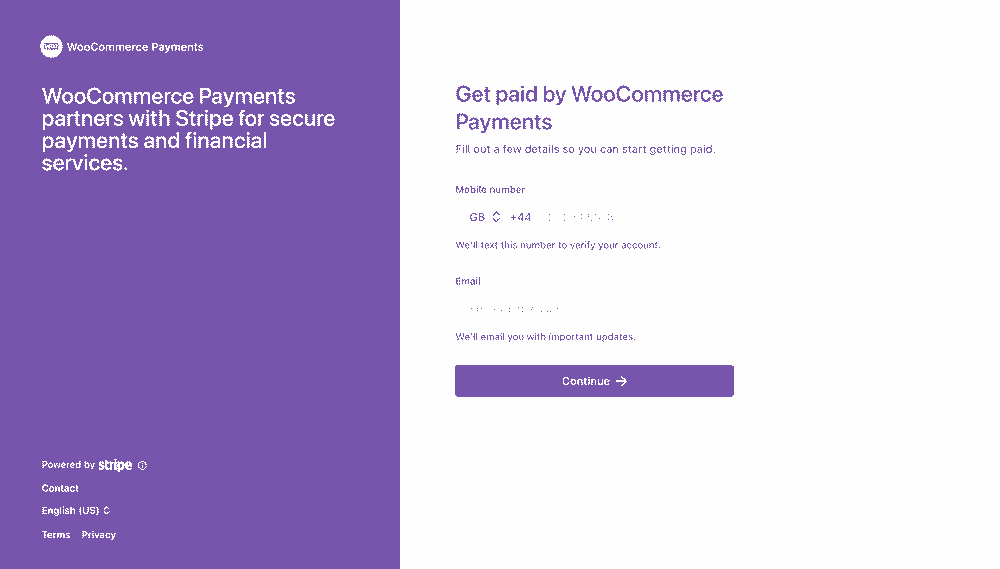 WooCommerce Payments
WooCommerce Payments
partners with Stripe for secure
payments and financial
services.
Powered by stripe
Contact
English (US)
Terms Privacy
Get paid by WooCommerce
Payments
Fill out a few details so you can start getting paid.
Mobile number
GB +44
We'll text this number to verify your account.
Email
We'll email you with important updates.
Continue →